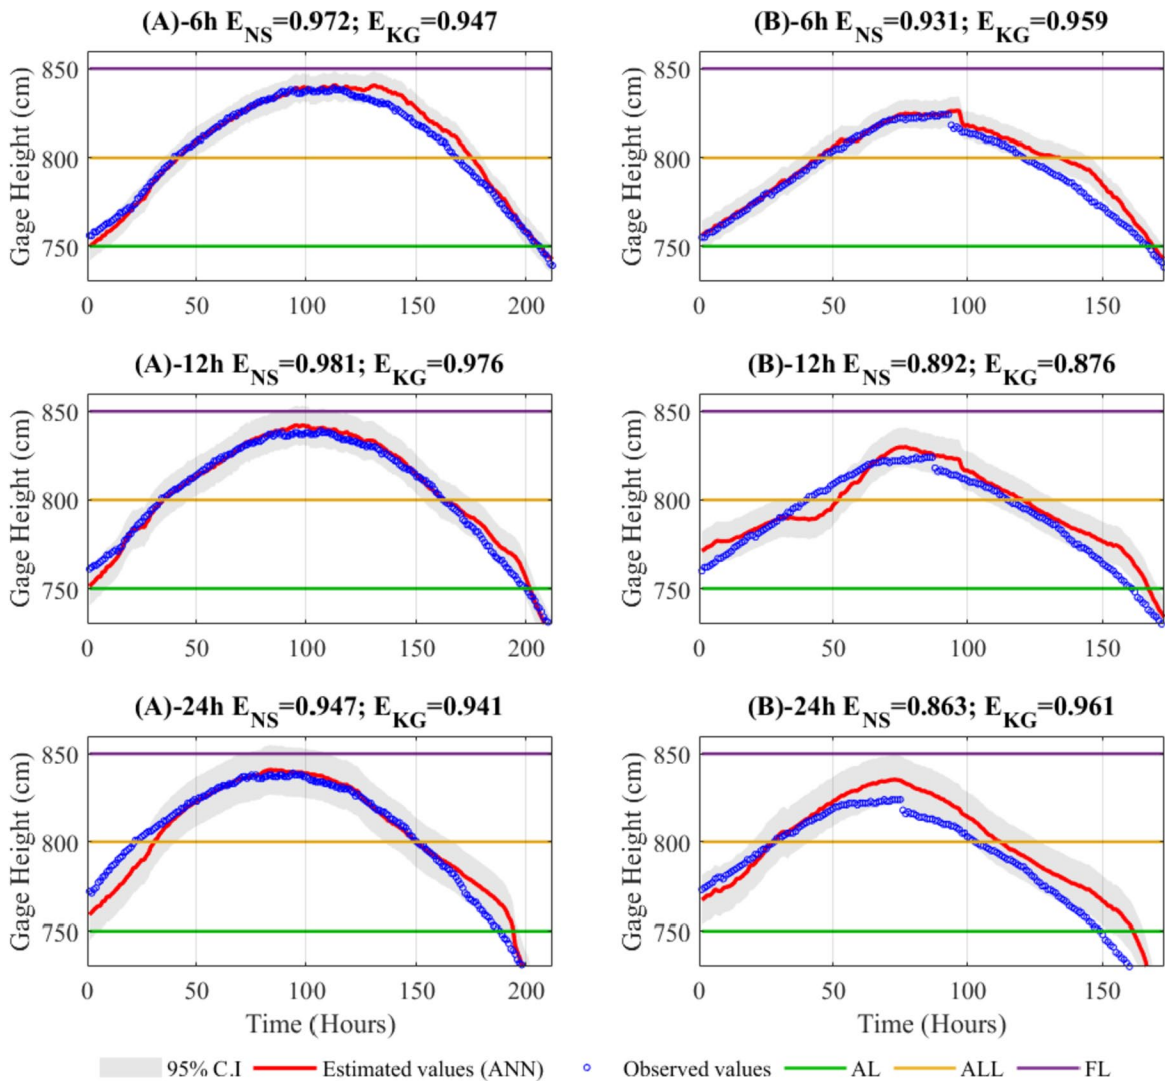 (A)-6h E_NS=0.972; E_KG=0.947
(B)-6h E_NS=0.931; E_KG=0.959
Gage Height (cm)
850
800
750
0 50 100 150 200
Gage Height (cm)
850
800
750
0 50 100 150
(A)-12h E_NS=0.981; E_KG=0.976
(B)-12h E_NS=0.892; E_KG=0.876
Gage Height (cm)
850
800
750
0 50 100 150 200
Gage Height (cm)
850
800
750
0 50 100 150
(A)-24h E_NS=0.947; E_KG=0.941
(B)-24h E_NS=0.863; E_KG=0.961
Gage Height (cm)
850
800
750
0 50 100 150 200
Time (Hours)
Gage Height (cm)
850
800
750
0 50 100 150
Time (Hours)
95% C.I Estimated values (ANN) Observed values AL ALL FL